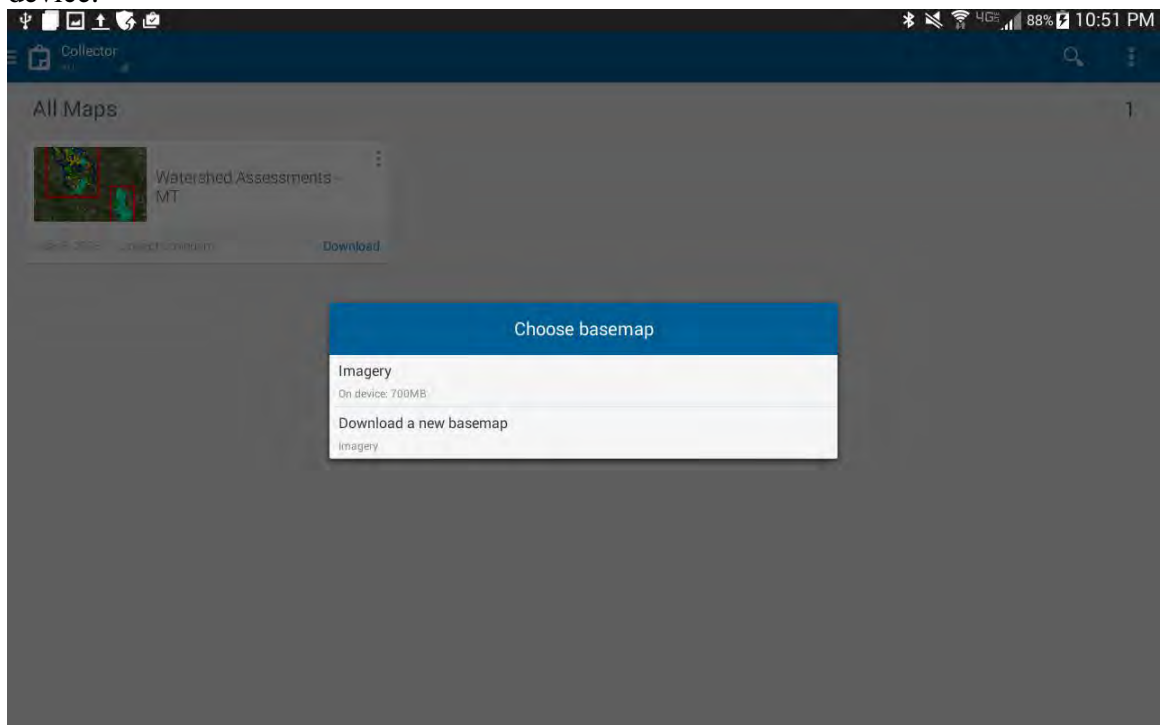 device.
4G
88%
10:51 PM
Collector
All Maps
1
Watershed Assessments -
MT
Download
Choose basemap
Imagery
On device: 700MB
Download a new basemap
Imagery